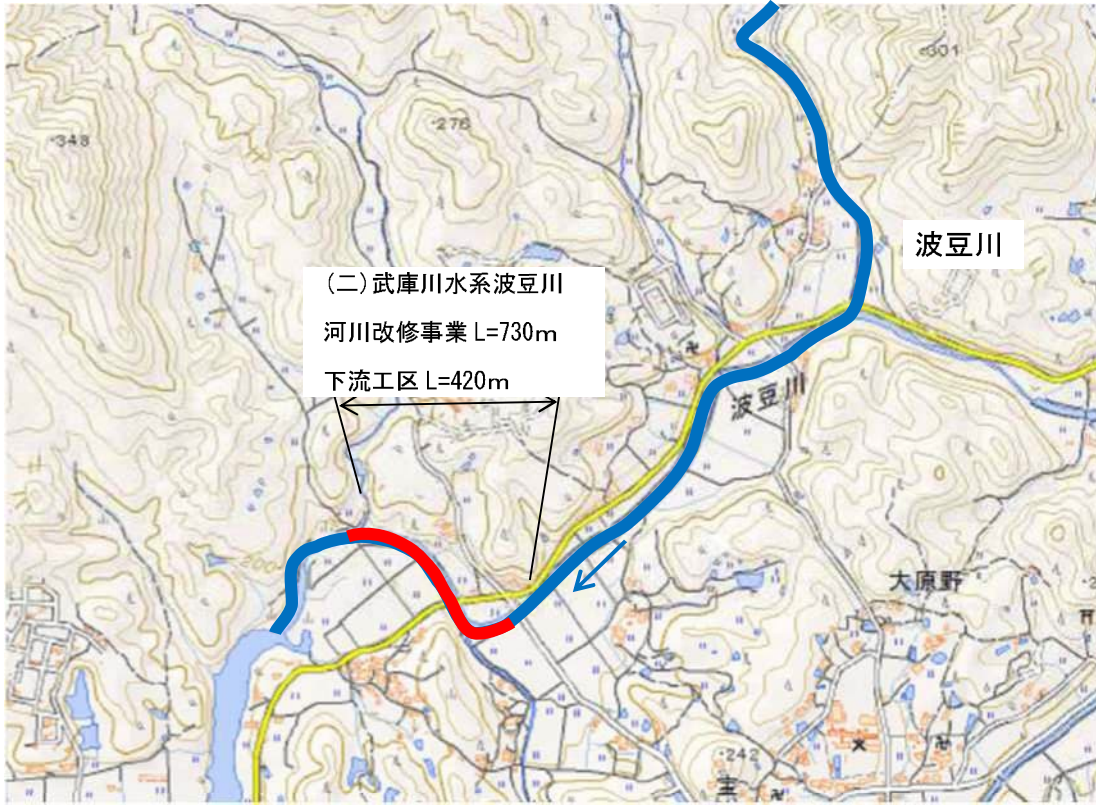 ・301
・276
・348
波豆川
(二)武庫川水系波豆川
河川改修事業 L=730m
下流工区 L=420m
波豆川
200
大原野
・242